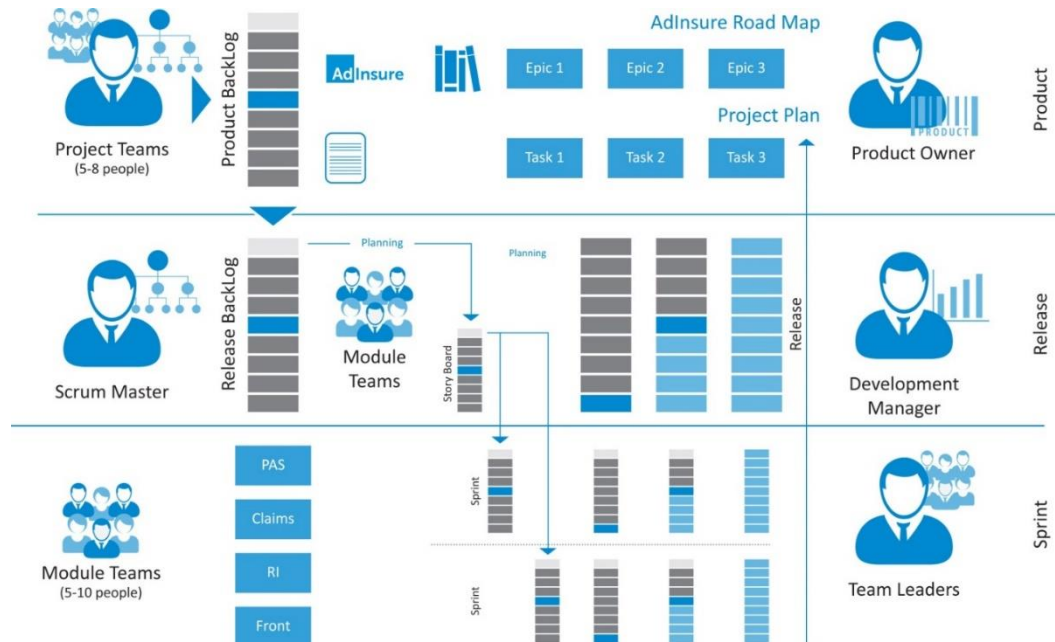 AdInsure Road Map
Product BackLog
AdInsure
Epic 1
Epic 2
Epic 3
Project Plan
PRODUCT
Product
Project Teams
(5-8 people)
Task 1
Task 2
Task 3
Product Owner
Planning
Planning
Release BackLog
Module
Teams
Story Board
Release
Release
Scrum Master
Development
Manager
PAS
Claims
RI
Front
Sprint
Sprint
Sprint
Module Teams
(5-10 people)
Team Leaders